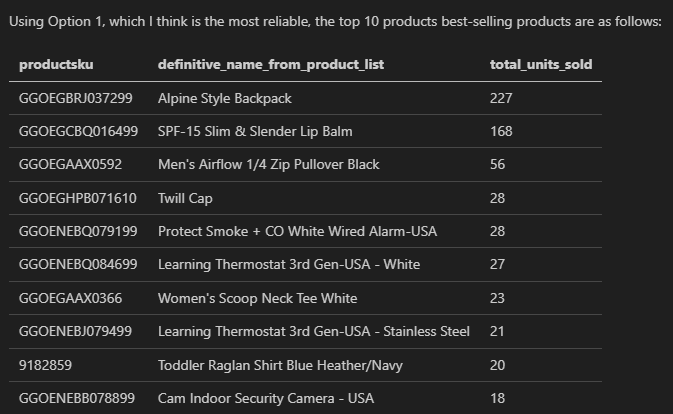 Using Option 1, which I think is the most reliable, the top 10 products best-selling products are as follows:
productsku definitive_name_from_product_list total_units_sold
GGOEGBRJ037299 Alpine Style Backpack 227
GGOEGCBQ016499 SPF-15 Slim & Slender Lip Balm 168
GGOEGAAX0592 Men's Airflow 1/4 Zip Pullover Black 56
GGOEGHPB071610 Twill Cap 28
GGOENEBQ079199 Protect Smoke + CO White Wired Alarm-USA 28
GGOENEBQ084699 Learning Thermostat 3rd Gen-USA - White 27
GGOEGAAX0366 Women's Scoop Neck Tee White 23
GGOENEBJ079499 Learning Thermostat 3rd Gen-USA - Stainless Steel 21
9182859 Toddler Raglan Shirt Blue Heather/Navy 20
GGOENEBB078899 Cam Indoor Security Camera - USA 18